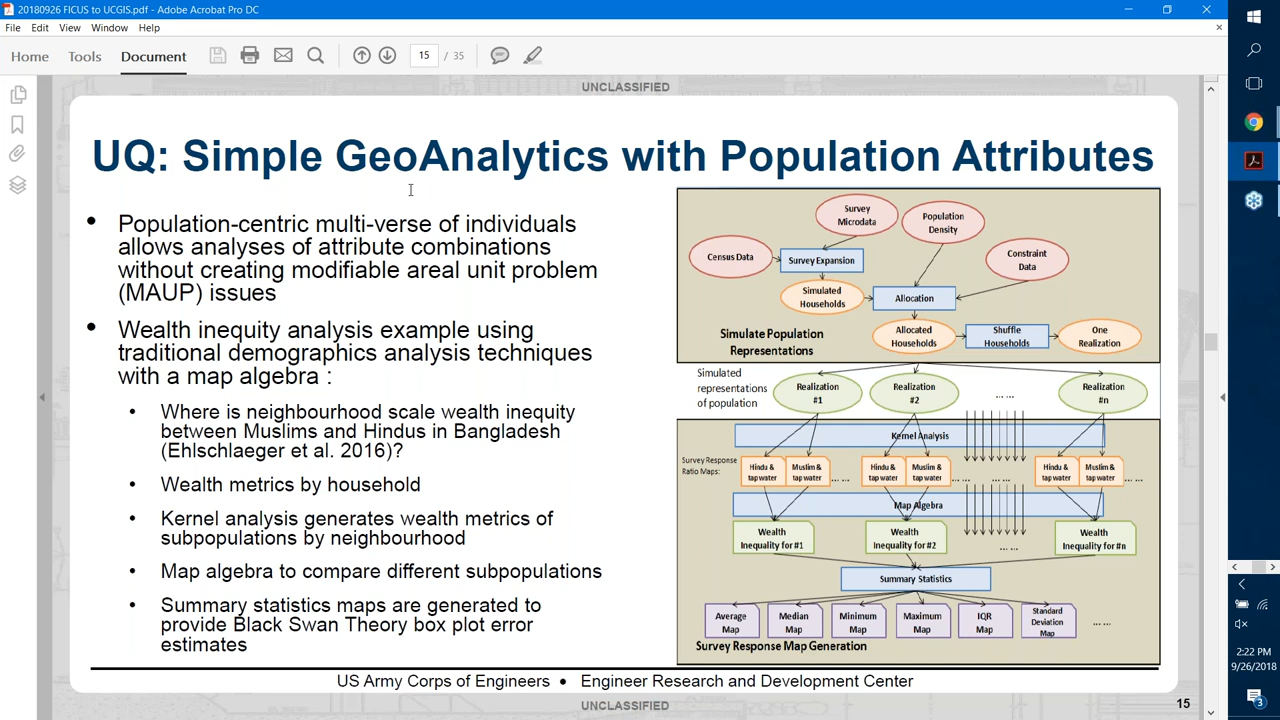 20180926 FICUS to UCGIS.pdf - Adobe Acrobat Pro DC
File Edit View Window Help
Home Tools Document 15 / 35
UNCLASSIFIED
UQ: Simple GeoAnalytics with Population Attributes
• Population-centric multi-verse of individuals
allows analyses of attribute combinations
without creating modifiable areal unit problem
(MAUP) issues
• Wealth inequity analysis example using
traditional demographics analysis techniques
with a map algebra :
• Where is neighbourhood scale wealth inequity
between Muslims and Hindus in Bangladesh
(Ehlschlaeger et al. 2016)?
• Wealth metrics by household
• Kernel analysis generates wealth metrics of
subpopulations by neighbourhood
• Map algebra to compare different subpopulations
• Summary statistics maps are generated to
provide Black Swan Theory box plot error
estimates
Survey
Microdata
Population
Density
Census Data
Survey Expansion
Constraint
Data
Simulated
Households
Allocation
Simulate Population
Representations
Allocated
Households
Shuffle
Households
One
Realization
Simulated
representations
of population
Realization
#1
Realization
#2
... ...
Realization
#n
Kernel Analysis
Survey Response
Ratio Maps:
Hindu &
tap water
Muslim &
tap water
... ...
Hindu &
tap water
Muslim &
tap water
... ...
... ...
Hindu &
tap water
Muslim &
tap water
... ...
Map Algebra
Wealth
Inequality for #1
Wealth
Inequality for #2
... ...
Wealth
Inequality for #n
Summary Statistics
Average
Map
Median
Map
Minimum
Map
Maximum
Map
IQR
Map
Standard
Deviation
Map
... ...
Survey Response Map Generation
US Army Corps of Engineers • Engineer Research and Development Center
UNCLASSIFIED
15
2:22 PM
9/26/2018
3